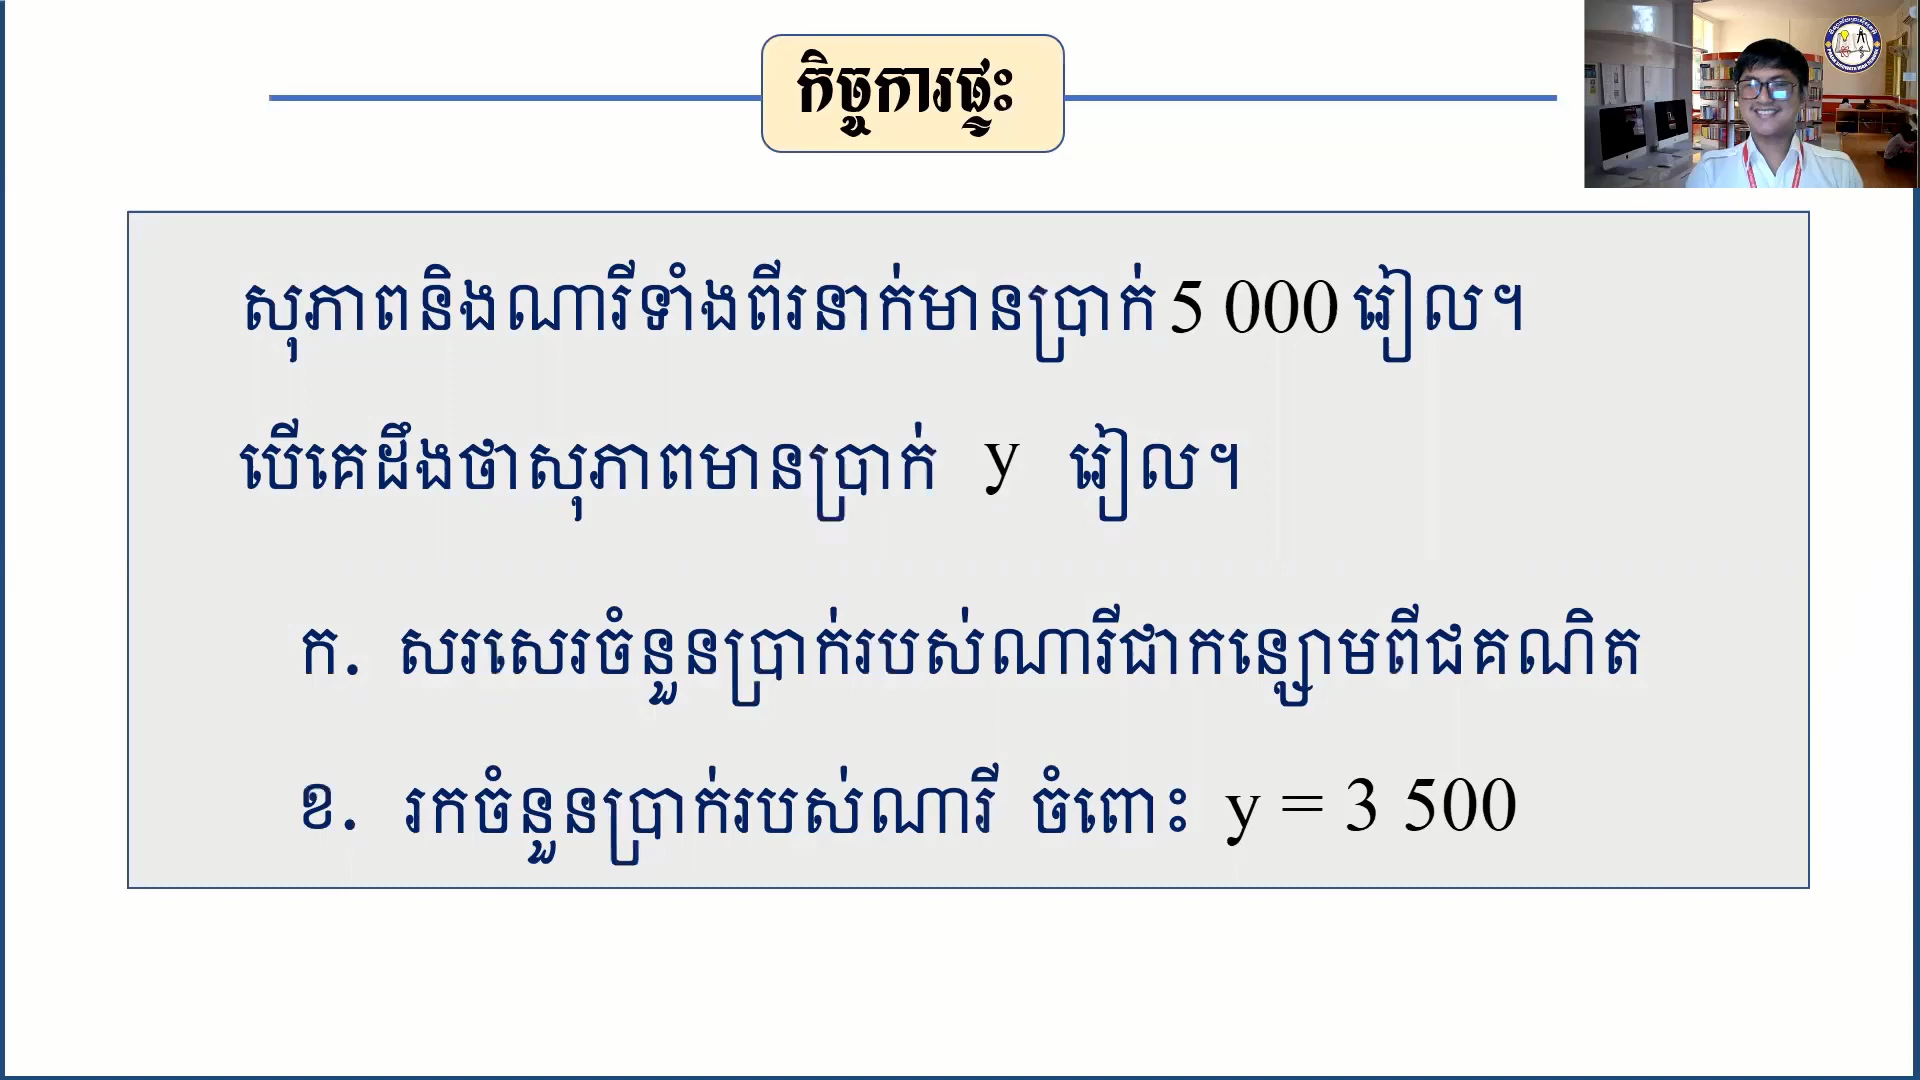 កិច្ចការផ្ទះ
សុភាពនិងណារីទាំងពីរនាក់មានប្រាក់ 5 000 រៀល។
បើគេដឹងថាសុភាពមានប្រាក់ y រៀល។
ក. សរសេរចំនួនប្រាក់របស់ណារីជាកន្សោមពីជគណិត
ខ. រកចំនួនប្រាក់របស់ណារី ចំពោះ y = 3 500